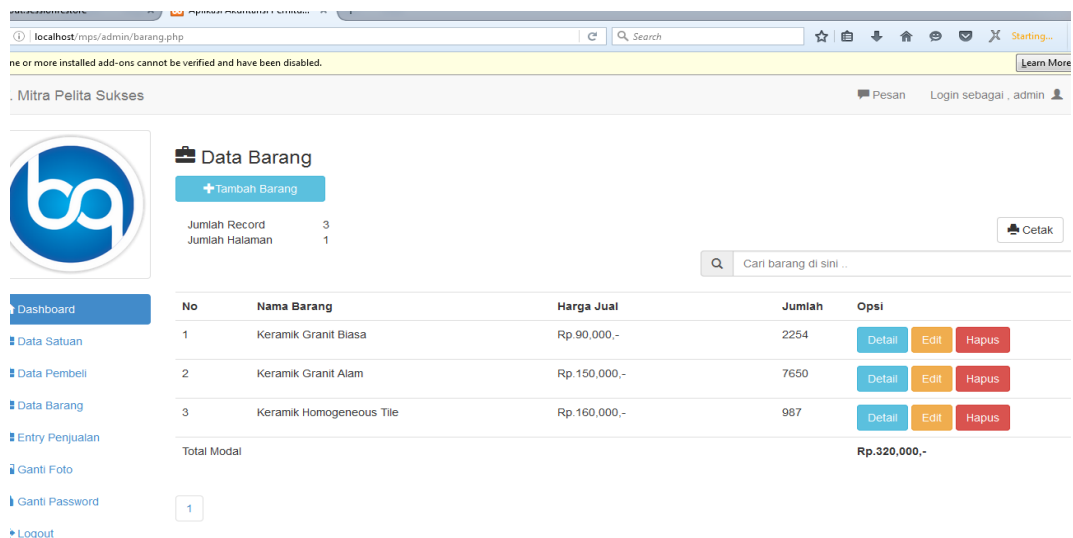 localhost/mps/admin/barang.php
Search
Starting...
ne or more installed add-ons cannot be verified and have been disabled.
Learn More
. Mitra Pelita Sukses
Pesan
Login sebagai , admin
Data Barang
Tambah Barang
Jumlah Record 3
Jumlah Halaman 1
Cetak
Cari barang di sini ..
Dashboard
Data Satuan
Data Pembeli
Data Barang
Entry Penjualan
Ganti Foto
Ganti Password
Logout
No Nama Barang Harga Jual Jumlah Opsi
1 Keramik Granit Biasa Rp.90,000,- 2254 Detail Edit Hapus
2 Keramik Granit Alam Rp.150,000,- 7650 Detail Edit Hapus
3 Keramik Homogeneous Tile Rp.160,000,- 987 Detail Edit Hapus
Total Modal Rp.320,000,-
1